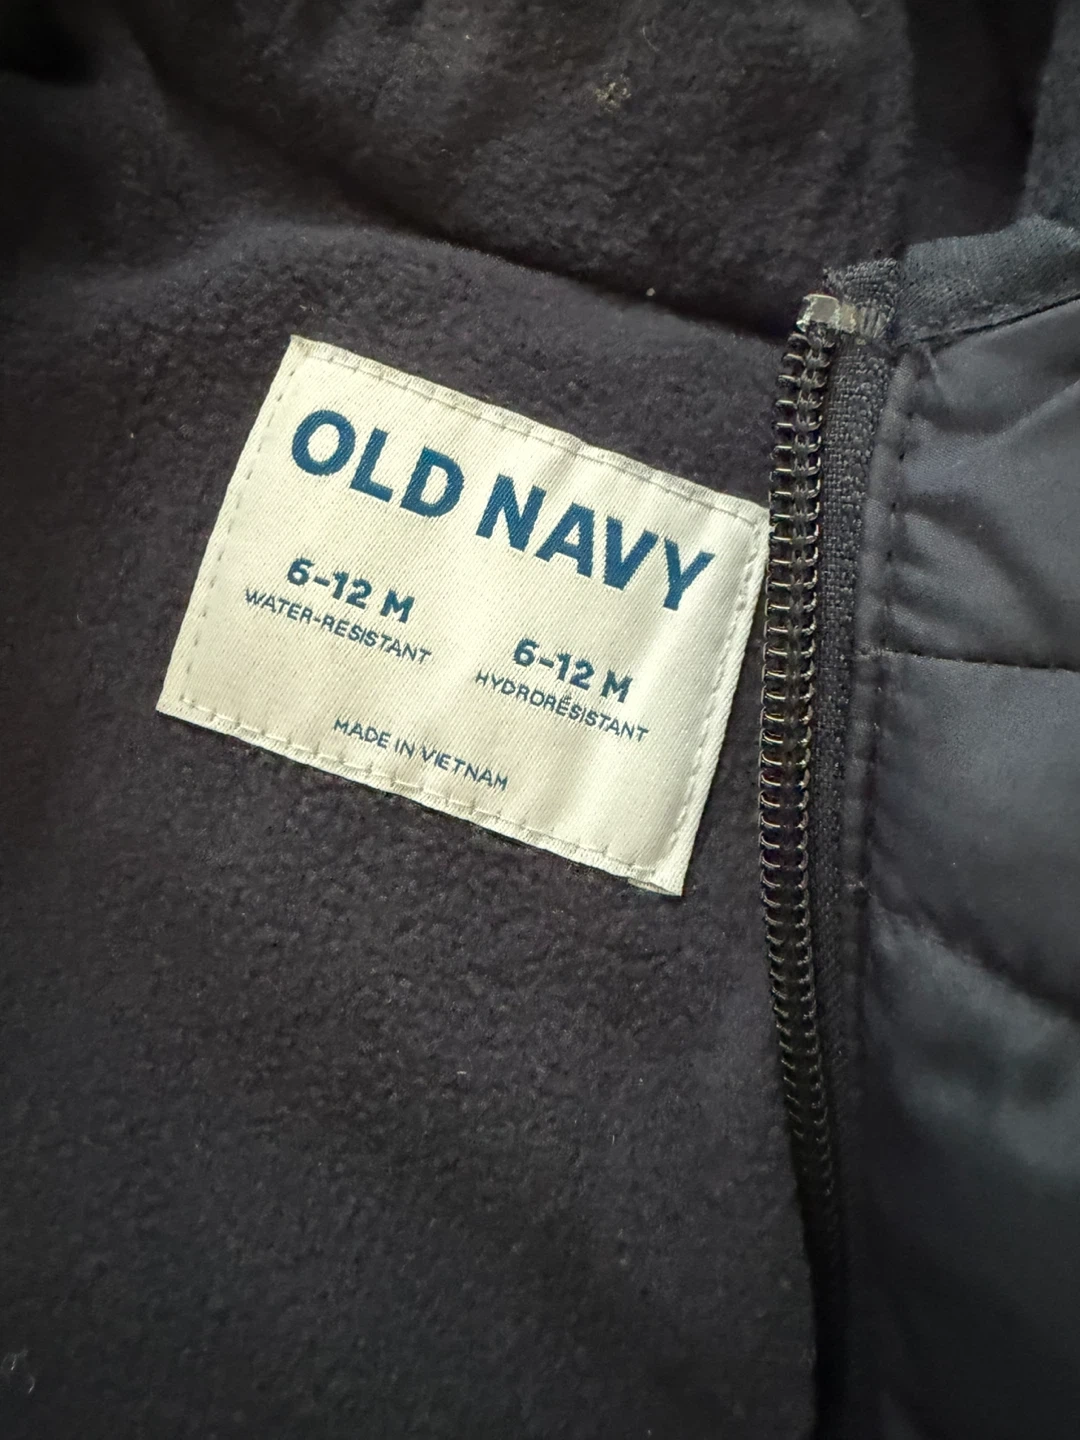 OLD NAVY
6-12 M
WATER-RESISTANT
6-12 M
HYDRORÉSISTANT
MADE IN VIETNAM